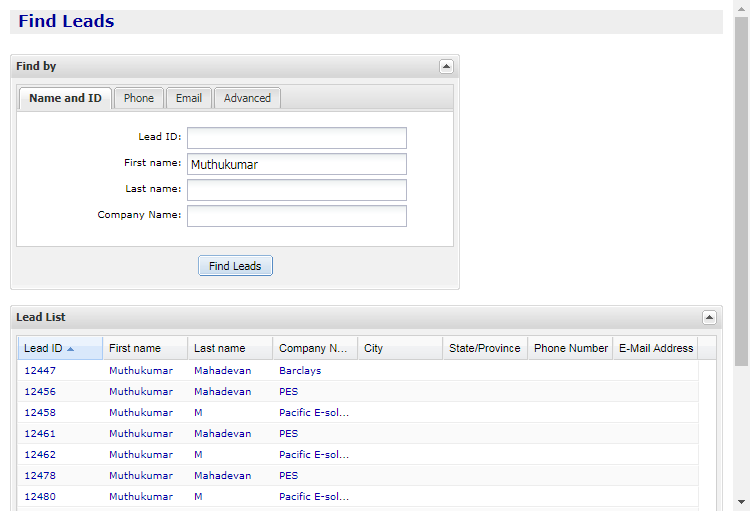 Find Leads
Find by
Name and ID Phone Email Advanced
Lead ID:
First name: Muthukumar
Last name:
Company Name:
Find Leads
Lead List
Lead ID First name Last name Company N... City State/Province Phone Number E-Mail Address
12447 Muthukumar Mahadevan Barclays
12456 Muthukumar Mahadevan PES
12458 Muthukumar M Pacific E-sol...
12461 Muthukumar Mahadevan PES
12462 Muthukumar M Pacific E-sol...
12478 Muthukumar Mahadevan PES
12480 Muthukumar M Pacific E-sol...